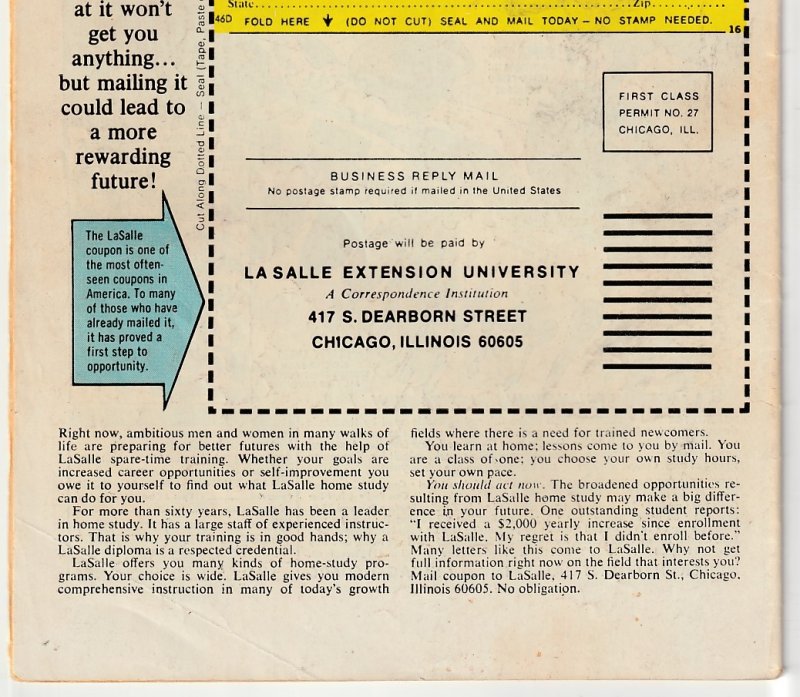 at it won't
get you
anything...
but mailing it
could lead to
a more
rewarding
future!
The LaSalle
coupon is one of
the most often-
seen coupons in
America. To many
of those who have
already mailed it,
it has proved a
first step to
opportunity.
Cut Along Dotted Line — Seal (Tape, Paste
State Zip
46D FOLD HERE (DO NOT CUT) SEAL AND MAIL TODAY – NO STAMP NEEDED.
16
FIRST CLASS
PERMIT NO. 27
CHICAGO, ILL.
BUSINESS REPLY MAIL
No postage stamp required if mailed in the United States
Postage will be paid by
LA SALLE EXTENSION UNIVERSITY
A Correspondence Institution
417 S. DEARBORN STREET
CHICAGO, ILLINOIS 60605
Right now, ambitious men and women in many walks of
life are preparing for better futures with the help of
LaSalle spare-time training. Whether your goals are
increased career opportunities or self-improvement you
owe it to yourself to find out what LaSalle home study
can do for you.
For more than sixty years, LaSalle has been a leader
in home study. It has a large staff of experienced instruc-
tors. That is why your training is in good hands; why a
LaSalle diploma is a respected credential.
LaSalle offers you many kinds of home-study pro-
grams. Your choice is wide. LaSalle gives you modern
comprehensive instruction in many of today's growth
fields where there is a need for trained newcomers.
You learn at home; lessons come to you by mail. You
are a class of one; you choose your own study hours,
set your own pace.
You should act now. The broadened opportunities re-
sulting from LaSalle home study may make a big differ-
ence in your future. One outstanding student reports:
"I received a $2,000 yearly increase since enrollment
with LaSalle. My regret is that I didn't enroll before."
Many letters like this come to LaSalle. Why not get
full information right now on the field that interests you?
Mail coupon to LaSalle, 417 S. Dearborn St., Chicago,
Illinois 60605. No obligation.